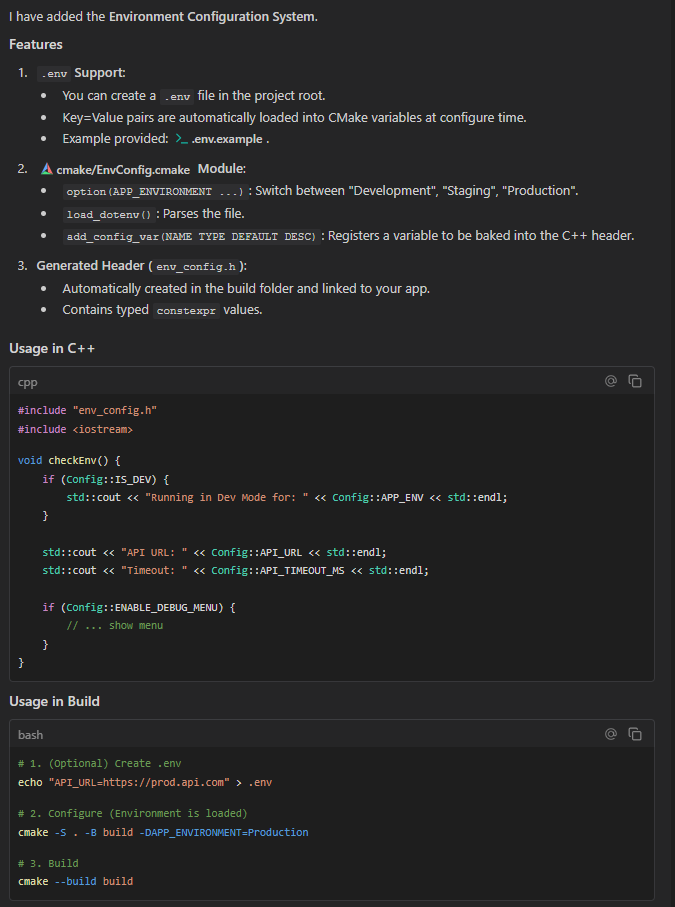 I have added the Environment Configuration System.
Features
1. .env Support:
• You can create a .env file in the project root.
• Key=Value pairs are automatically loaded into CMake variables at configure time.
• Example provided: >_ .env.example .
2. cmake/EnvConfig.cmake Module:
• option(APP_ENVIRONMENT ...) : Switch between "Development", "Staging", "Production".
• load_dotenv() : Parses the file.
• add_config_var(NAME TYPE DEFAULT DESC) : Registers a variable to be baked into the C++ header.
3. Generated Header ( env_config.h ):
• Automatically created in the build folder and linked to your app.
• Contains typed constexpr values.
Usage in C++
cpp
#include "env_config.h"
#include <iostream>
void checkEnv() {
    if (Config::IS_DEV) {
        std::cout << "Running in Dev Mode for: " << Config::APP_ENV << std::endl;
    }
    std::cout << "API URL: " << Config::API_URL << std::endl;
    std::cout << "Timeout: " << Config::API_TIMEOUT_MS << std::endl;
    if (Config::ENABLE_DEBUG_MENU) {
        // ... show menu
    }
}
Usage in Build
bash
# 1. (Optional) Create .env
echo "API_URL=https://prod.api.com" > .env
# 2. Configure (Environment is loaded)
cmake -S . -B build -DAPP_ENVIRONMENT=Production
# 3. Build
cmake --build build